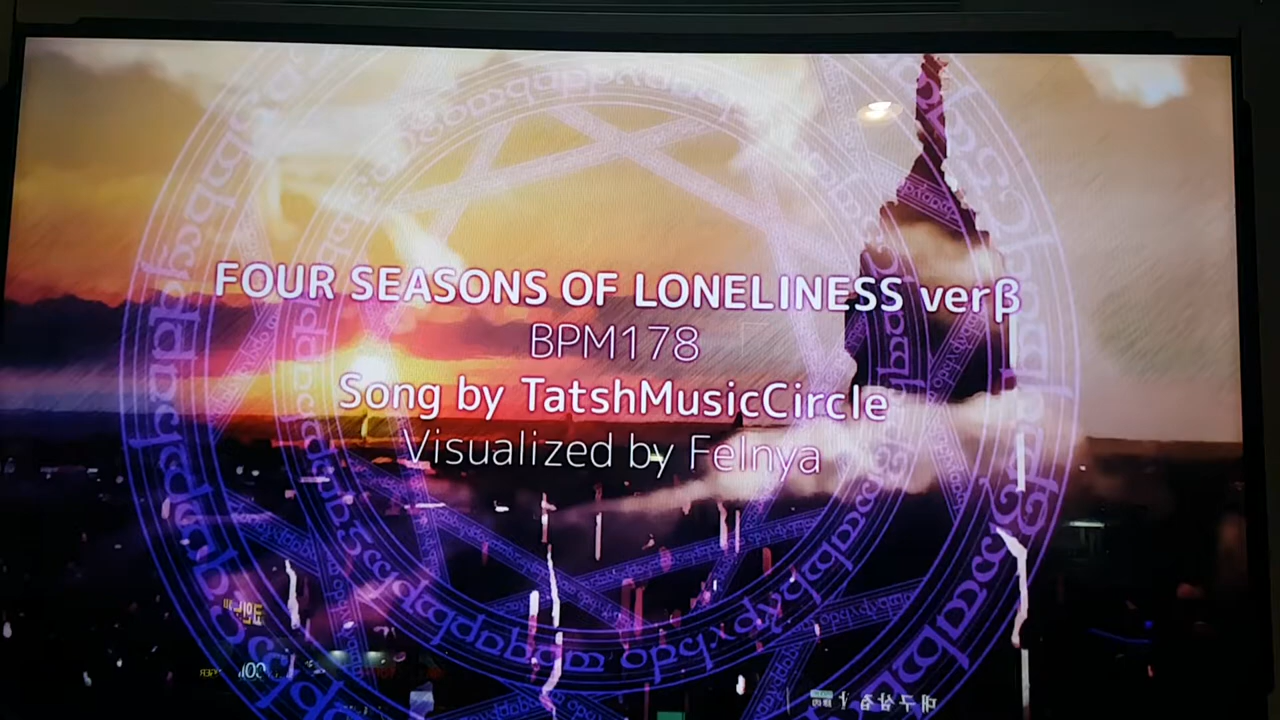 FOUR SEASONS OF LONELINESS verβ
BPM178
Song by TatshMusicCircle
Visualized by Felnya